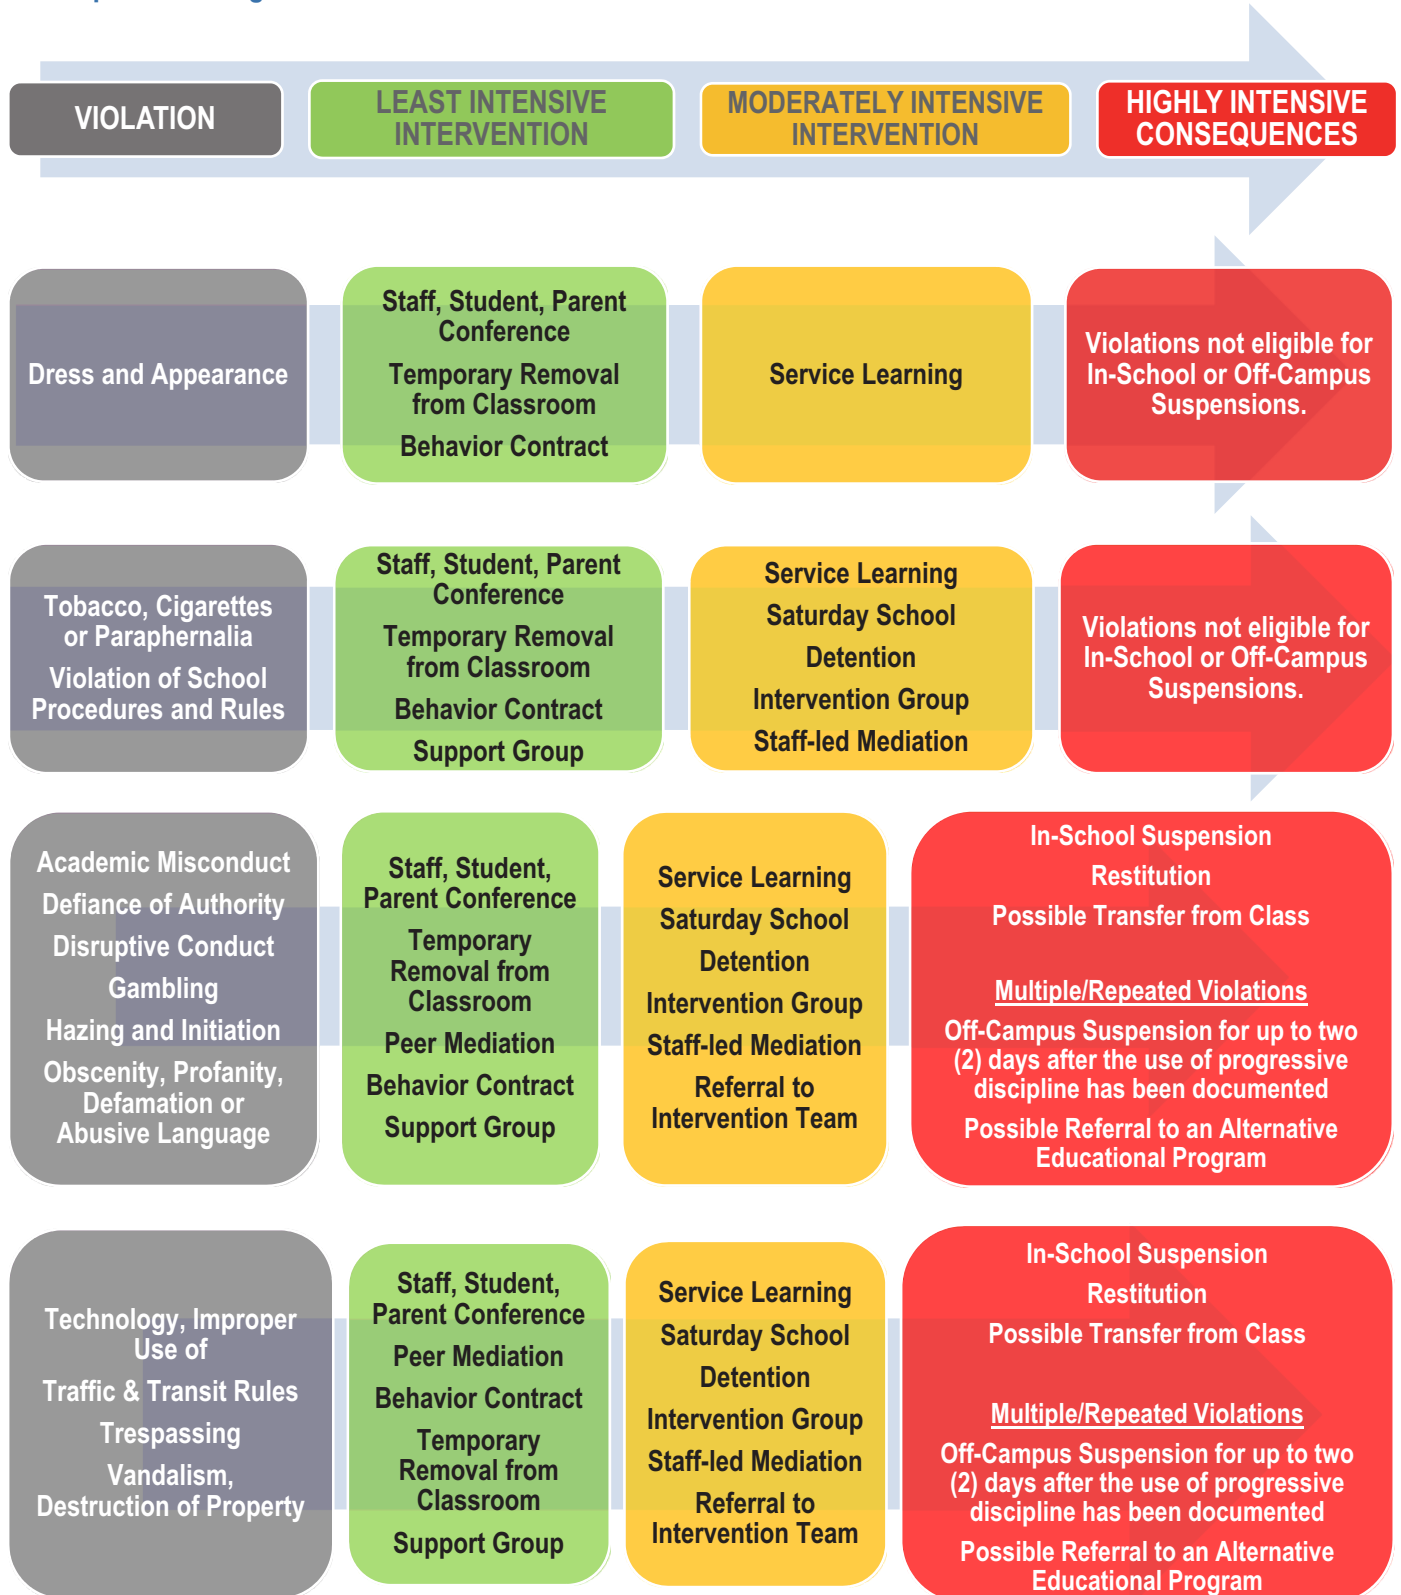 VIOLATION
LEAST INTENSIVE
INTERVENTION
MODERATELY INTENSIVE
INTERVENTION
HIGHLY INTENSIVE
CONSEQUENCES
Dress and Appearance
Staff, Student, Parent
Conference
Temporary Removal
from Classroom
Behavior Contract
Service Learning
Violations not eligible for
In-School or Off-Campus
Suspensions.
Tobacco, Cigarettes
or Paraphernalia
Violation of School
Procedures and Rules
Staff, Student, Parent
Conference
Temporary Removal
from Classroom
Behavior Contract
Support Group
Service Learning
Saturday School
Detention
Intervention Group
Staff-led Mediation
Violations not eligible for
In-School or Off-Campus
Suspensions.
Academic Misconduct
Defiance of Authority
Disruptive Conduct
Gambling
Hazing and Initiation
Obscenity, Profanity,
Defamation or
Abusive Language
Staff, Student,
Parent Conference
Temporary
Removal from
Classroom
Peer Mediation
Behavior Contract
Support Group
Service Learning
Saturday School
Detention
Intervention Group
Staff-led Mediation
Referral to
Intervention Team
In-School Suspension
Restitution
Possible Transfer from Class
Multiple/Repeated Violations
Off-Campus Suspension for up to two
(2) days after the use of progressive
discipline has been documented
Possible Referral to an Alternative
Educational Program
Technology, Improper
Use of
Traffic & Transit Rules
Trespassing
Vandalism,
Destruction of Property
Staff, Student,
Parent Conference
Peer Mediation
Behavior Contract
Temporary
Removal from
Classroom
Support Group
Service Learning
Saturday School
Detention
Intervention Group
Staff-led Mediation
Referral to
Intervention Team
In-School Suspension
Restitution
Possible Transfer from Class
Multiple/Repeated Violations
Off-Campus Suspension for up to two
(2) days after the use of progressive
discipline has been documented
Possible Referral to an Alternative
Educational Program